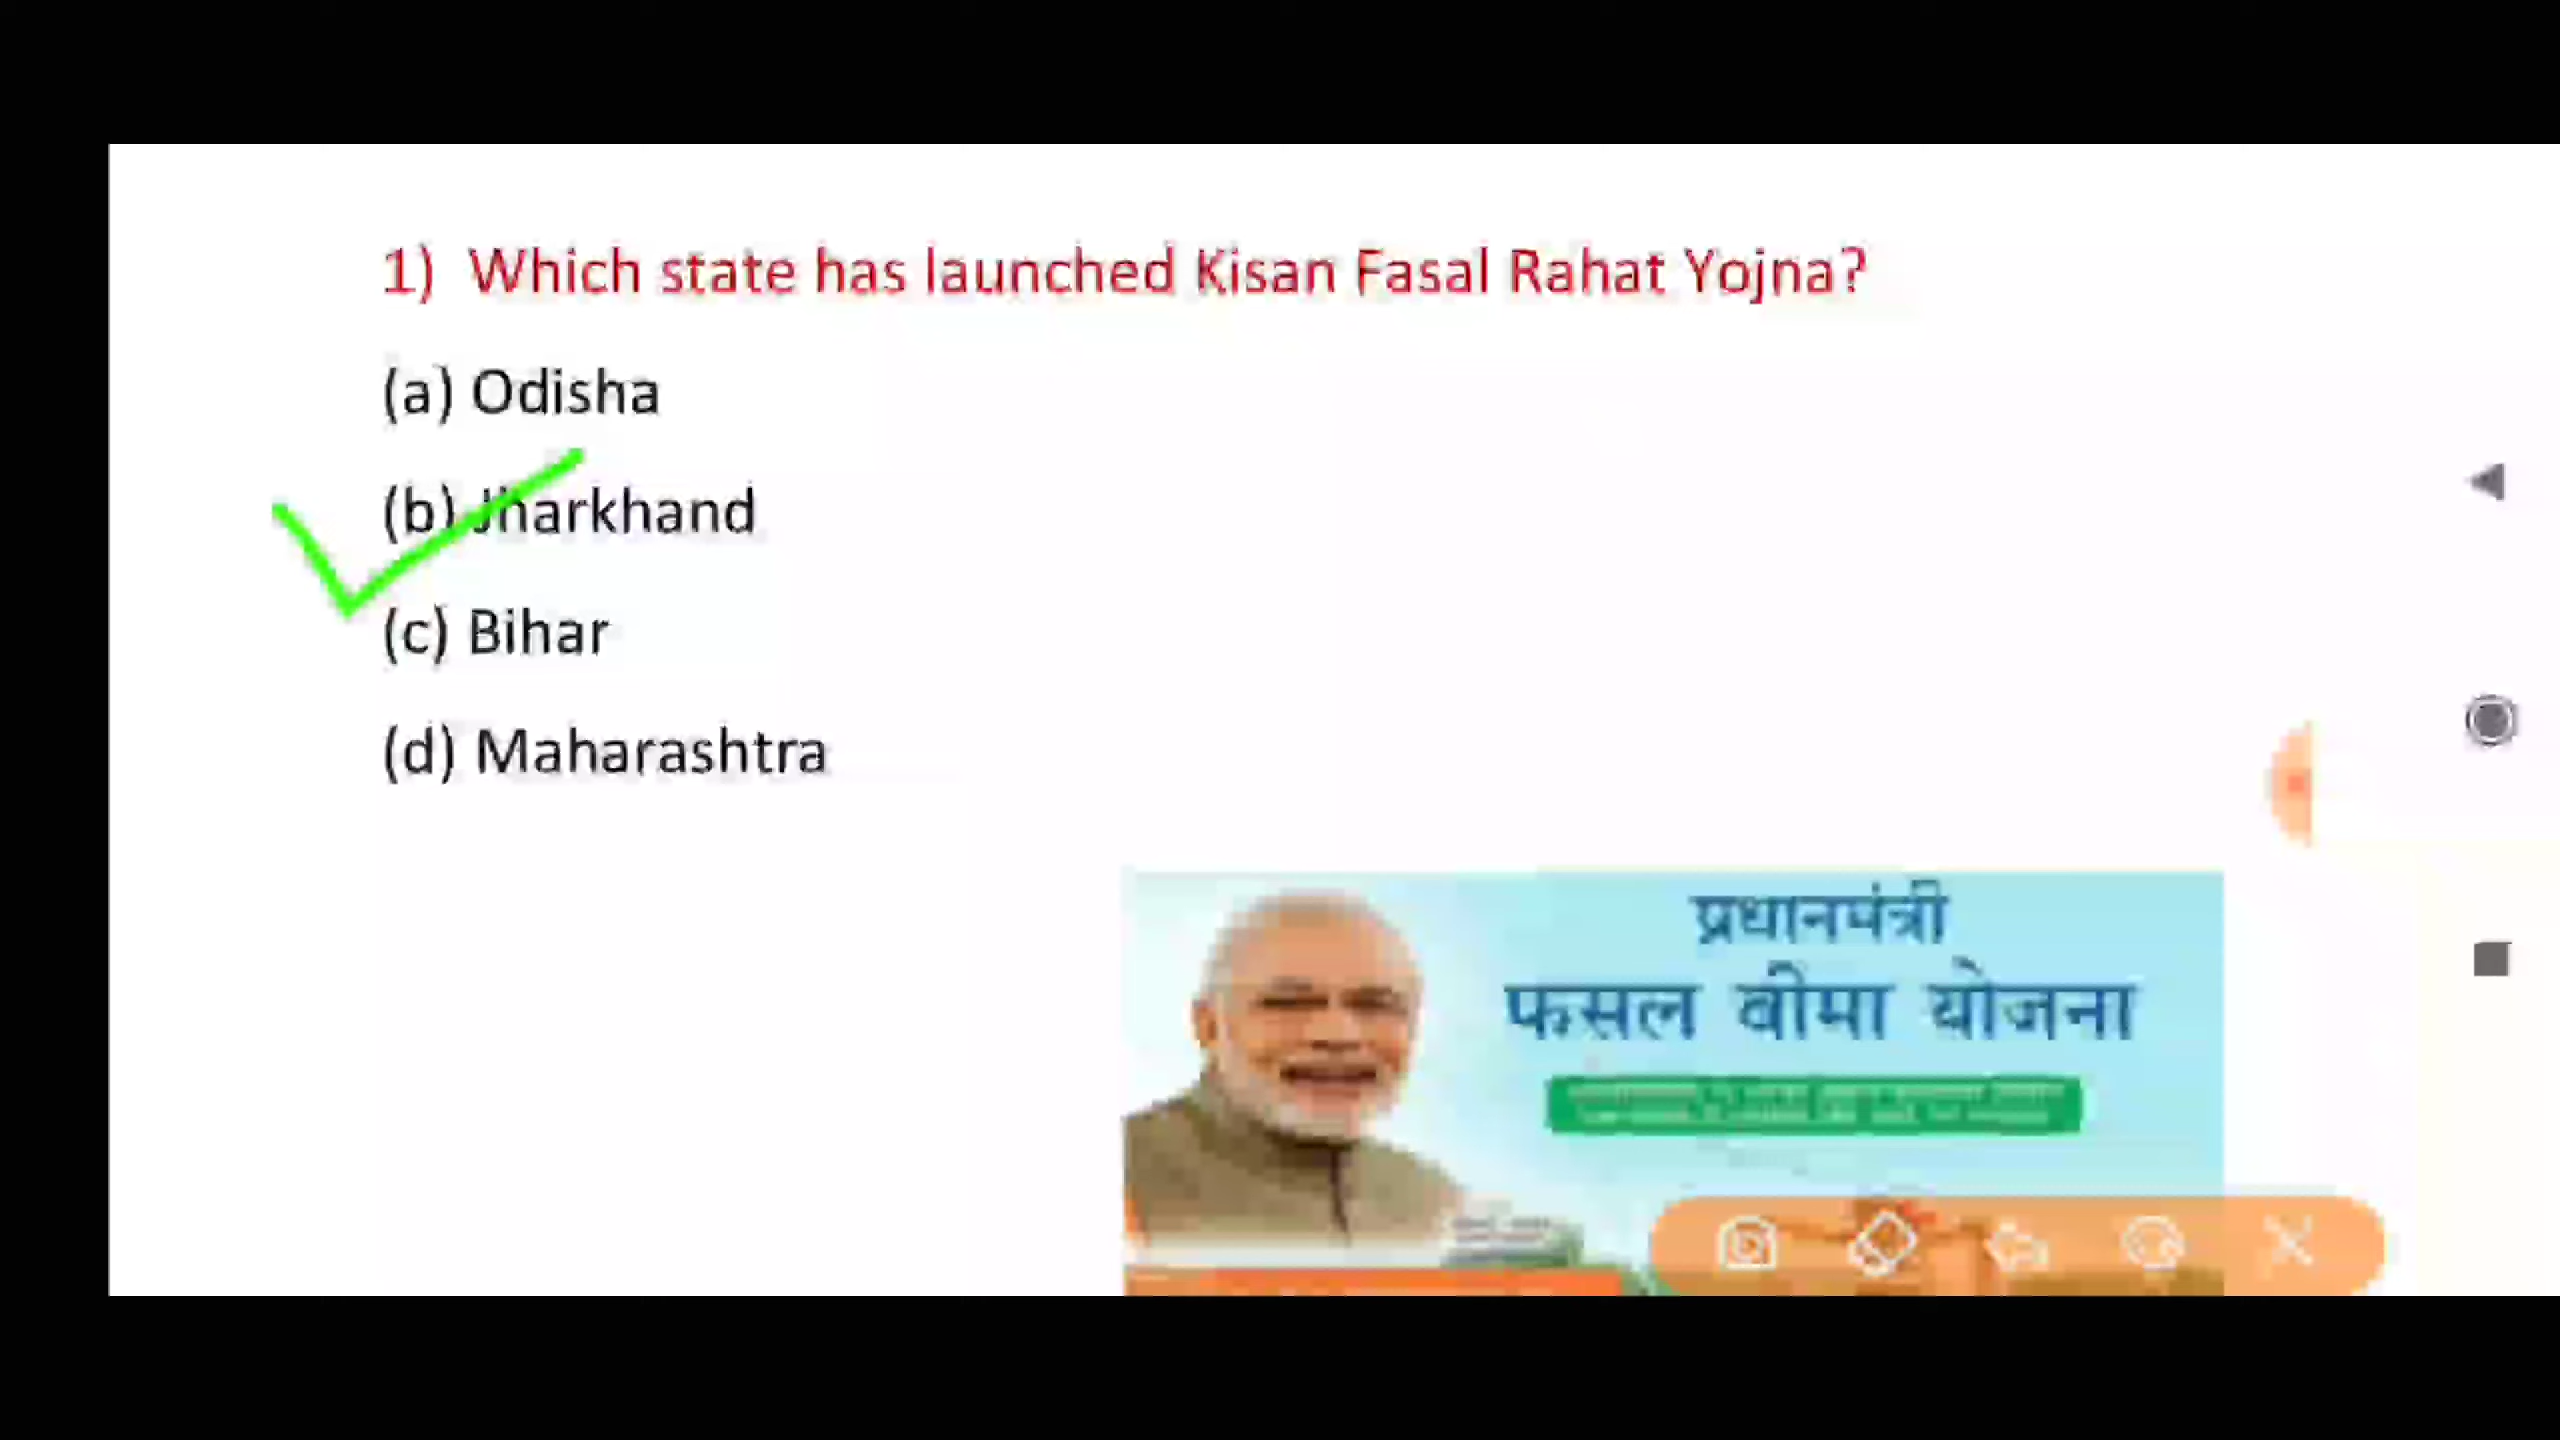 1) Which state has launched Kisan Fasal Rahat Yojna?
(a) Odisha
(b) Jharkhand
(c) Bihar
(d) Maharashtra
प्रधानमंत्री
फसल बीमा योजना